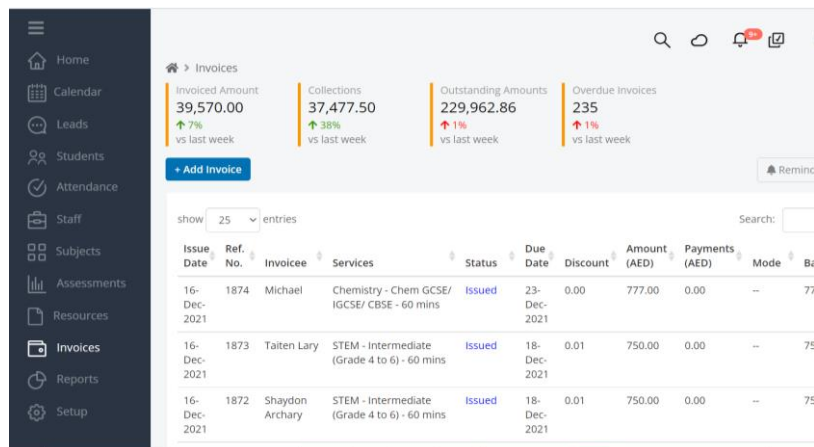 9+
Home
Calendar
Leads
Students
Attendance
Staff
Subjects
Assessments
Resources
Invoices
Reports
Setup
> Invoices
Invoiced Amount
39,570.00
↑ 7%
vs last week
Collections
37,477.50
↑ 38%
vs last week
Outstanding Amounts
229,962.86
↑ 1%
vs last week
Overdue Invoices
235
↑ 1%
vs last week
+ Add Invoice
Remind
show 25 entries
Search:
Issue Date Ref. No. Invoicee Services Status Due Date Discount Amount (AED) Payments (AED) Mode Ba
16-Dec-2021 1874 Michael Chemistry - Chem GCSE/ IGCSE/ CBSE - 60 mins Issued 23-Dec-2021 0.00 777.00 0.00 -- 77
16-Dec-2021 1873 Taiten Lary STEM - Intermediate (Grade 4 to 6) - 60 mins Issued 18-Dec-2021 0.01 750.00 0.00 -- 75
16-Dec-2021 1872 Shaydon Archary STEM - Intermediate (Grade 4 to 6) - 60 mins Issued 18-Dec-2021 0.01 750.00 0.00 -- 75